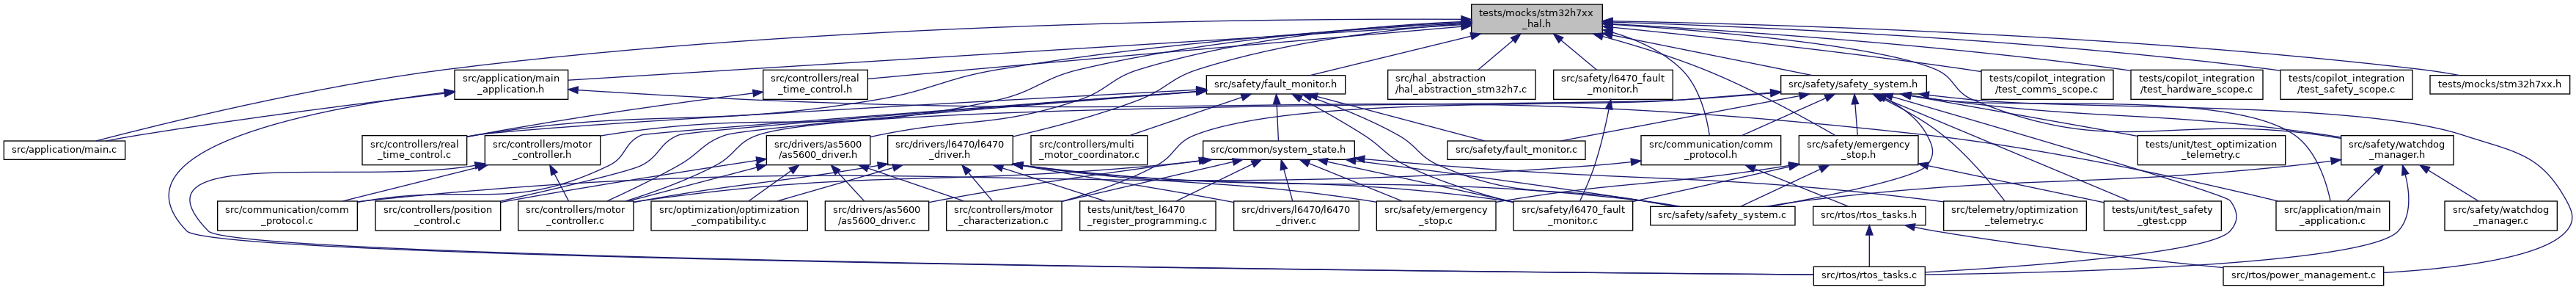 tests/mocks/stm32h7xx
_hal.h
src/application/main
_application.h
src/controllers/real
_time_control.h
src/safety/fault_monitor.h
src/hal_abstraction
/hal_abstraction_stm32h7.c
src/safety/l6470_fault
_monitor.h
src/safety/safety_system.h
tests/copilot_integration
/test_comms_scope.c
tests/copilot_integration
/test_hardware_scope.c
tests/copilot_integration
/test_safety_scope.c
tests/mocks/stm32h7xx.h
src/application/main.c
src/controllers/real
_time_control.c
src/controllers/motor
_controller.h
src/drivers/as5600
/as5600_driver.h
src/drivers/l6470/l6470
_driver.h
src/controllers/multi
_motor_coordinator.c
src/common/system_state.h
src/safety/fault_monitor.c
src/communication/comm
_protocol.h
src/safety/emergency
_stop.h
tests/unit/test_optimization
_telemetry.c
src/safety/watchdog
_manager.h
src/communication/comm
_protocol.c
src/controllers/position
_control.c
src/controllers/motor
_controller.c
src/optimization/optimization
_compatibility.c
src/drivers/as5600
/as5600_driver.c
src/controllers/motor
_characterization.c
tests/unit/test_l6470
_register_programming.c
src/drivers/l6470/l6470
_driver.c
src/safety/emergency
_stop.c
src/safety/l6470_fault
_monitor.c
src/safety/safety_system.c
src/rtos/rtos_tasks.h
src/telemetry/optimization
_telemetry.c
tests/unit/test_safety
_gtest.cpp
src/application/main
_application.c
src/safety/watchdog
_manager.c
src/rtos/rtos_tasks.c
src/rtos/power_management.c